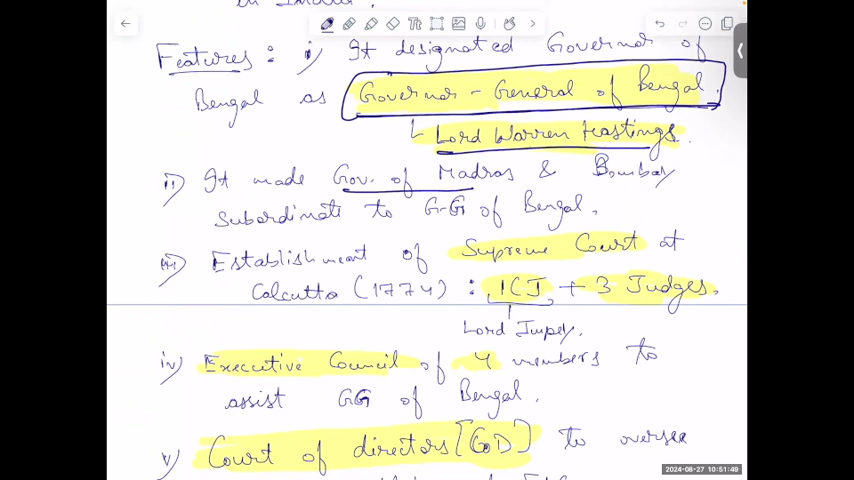 in India.
Features: i) It designated Governor of
Bengal as Governor-General of Bengal.
Lord Warren Hastings.
ii) It made Gov. of Madras & Bombay
Subordinate to G-G of Bengal.
iii) Establishment of Supreme Court at
Calcutta (1774) : 1CJ + 3 Judges.
Lord Impey.
iv) Executive Council of 4 members to
assist GG of Bengal.
v) Court of directors [CoD] to oversee
2024-08-27 10:51:49